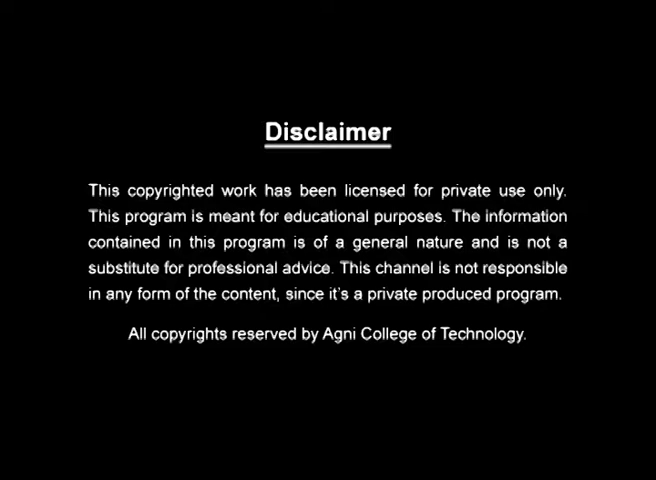 Disclaimer
This copyrighted work has been licensed for private use only.
This program is meant for educational purposes. The information
contained in this program is of a general nature and is not a
substitute for professional advice. This channel is not responsible
in any form of the content, since it's a private produced program.
All copyrights reserved by Agni College of Technology.